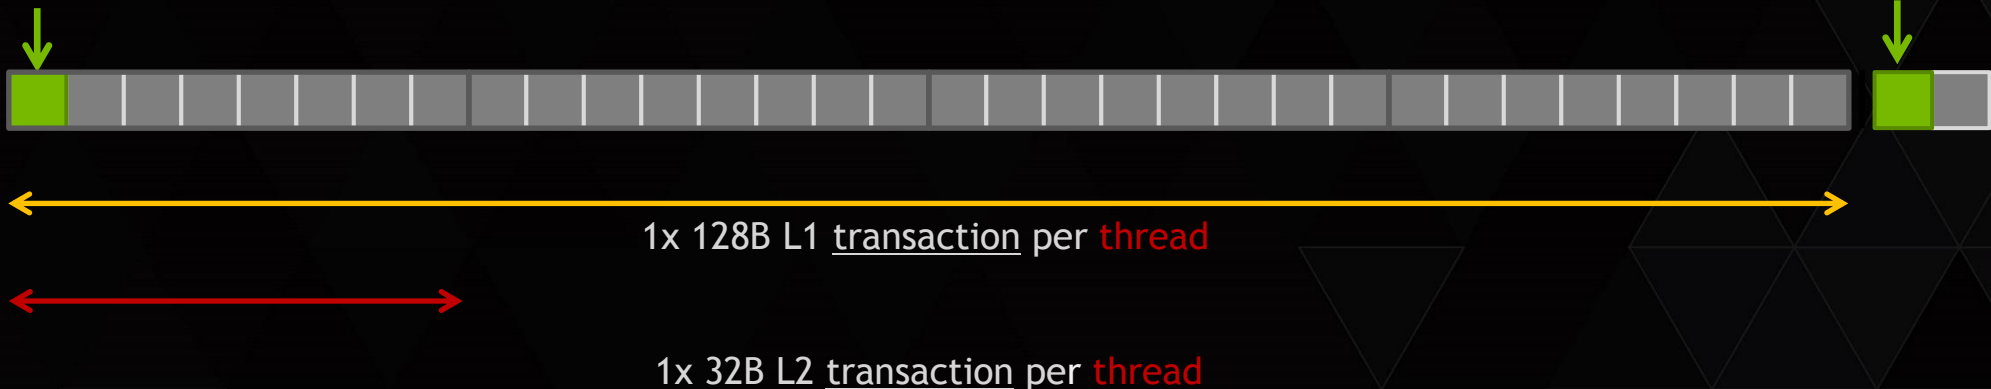 1x 128B L1 transaction per thread
1x 32B L2 transaction per thread